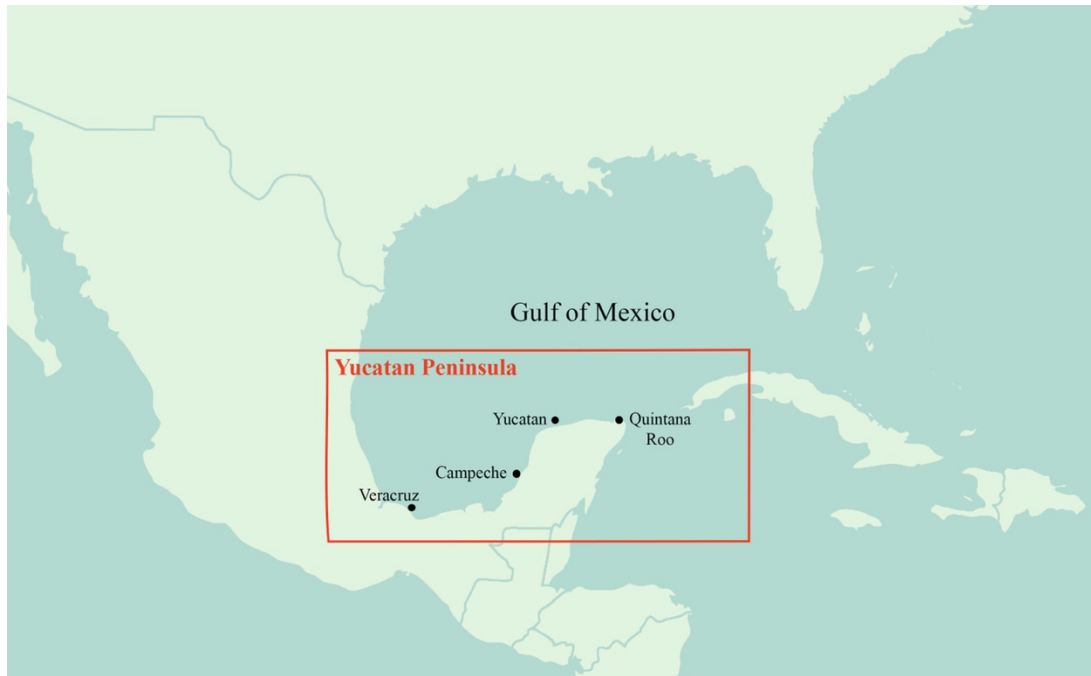 Gulf of Mexico
Yucatan Peninsula
Yucatan
Quintana
Roo
Campeche
Veracruz